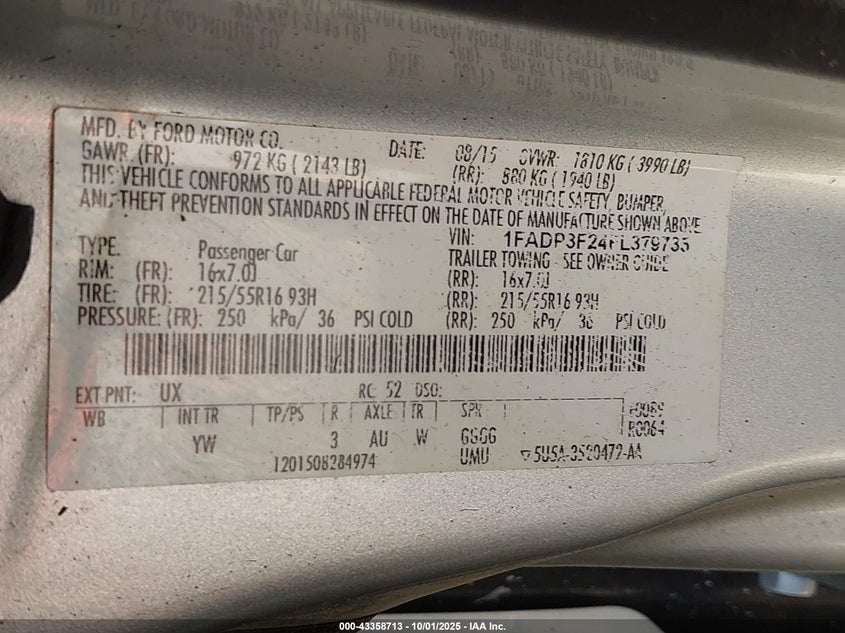 MFD. BY FORD MOTOR CO.
DATE: 08/15 GVWR: 1810 KG ( 3990 LB)
GAWR (FR): 972 KG ( 2143 LB) (RR): 880 KG ( 1940 LB)
THIS VEHICLE CONFORMS TO ALL APPLICABLE FEDERAL MOTOR VEHICLE SAFETY, BUMPER,
AND THEFT PREVENTION STANDARDS IN EFFECT ON THE DATE OF MANUFACTURE SHOWN ABOVE.
VIN: 1FADP3F24FL379735
TYPE: Passenger Car TRAILER TOWING - SEE OWNER GUIDE
RIM: (FR): 16x7.0J (RR): 16x7.0J
TIRE: (FR): 215/55R16 93H (RR): 215/55R16 93H
PRESSURE: (FR): 250 kPa/ 36 PSI COLD (RR): 250 kPa/ 36 PSI COLD
EXT PNT: UX RC: 52 DSO:
WB INT TR TP/PS R AXLE TR SPR F0089
YW 3 AU W GGGG R0064
1201508284974 UMU ▽5U5A-3520472-AA
000-43358713 - 10/01/2025 - IAA Inc.